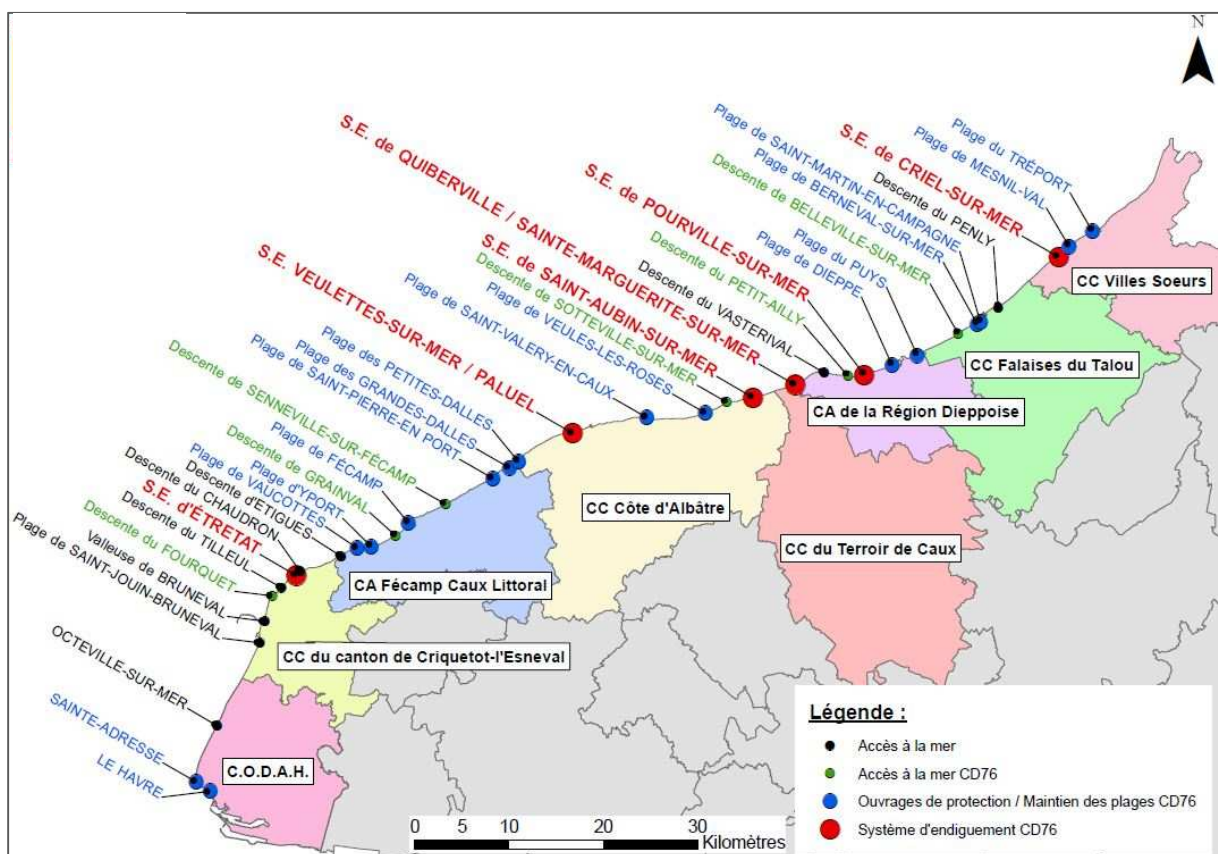 N
Plage du TRÉPORT
Plage de MESNIL-VAL
S.E. de CRIEL-SUR-MER
Descente du PENLY
Plage de SAINT-MARTIN-EN-CAMPAGNE
Plage de BERNEVAL-SUR-MER
Descente de BELLEVILLE-SUR-MER
Plage du PUYS
Plage de DIEPPE
S.E. de POURVILLE-SUR-MER
Descente du PETIT-AILLY
Descente du VASTERIVAL
S.E. de QUIBERVILLE / SAINTE-MARGUERITE-SUR-MER
S.E. de SAINT-AUBIN-SUR-MER
Descente de SOTTEVILLE-SUR-MER
Plage de VEULES-LES-ROSES
Plage de SAINT-VALERY-EN-CAUX
S.E. VEULETTES-SUR-MER / PALUEL
Plage des PETITES-DALLES
Plage des GRANDES-DALLES
Plage de SAINT-PIERRE-EN PORT
Descente de SENNEVILLE-SUR-FÉCAMP
Plage de FÉCAMP
Descente de GRAINVAL
Plage d'YPORT
Plage de VAUCOTTES
Descente d'ETIGUES
Descente du CHAUDRON
S.E. d'ÉTRETAT
Descente du TILLEUL
Descente du FOURQUET
Valleuse de BRUNEVAL
Plage de SAINT-JOUIN-BRUNEVAL
OCTEVILLE-SUR-MER
SAINTE-ADRESSE
LE HAVRE
CC Villes Soeurs
CC Falaises du Talou
CA de la Région Dieppoise
CC Côte d'Albâtre
CC du Terroir de Caux
CA Fécamp Caux Littoral
CC du canton de Criquetot-l'Esneval
C.O.D.A.H.
Légende :
Accès à la mer
Accès à la mer CD76
Ouvrages de protection / Maintien des plages CD76
Système d'endiguement CD76
0 5 10 20 30
Kilomètres